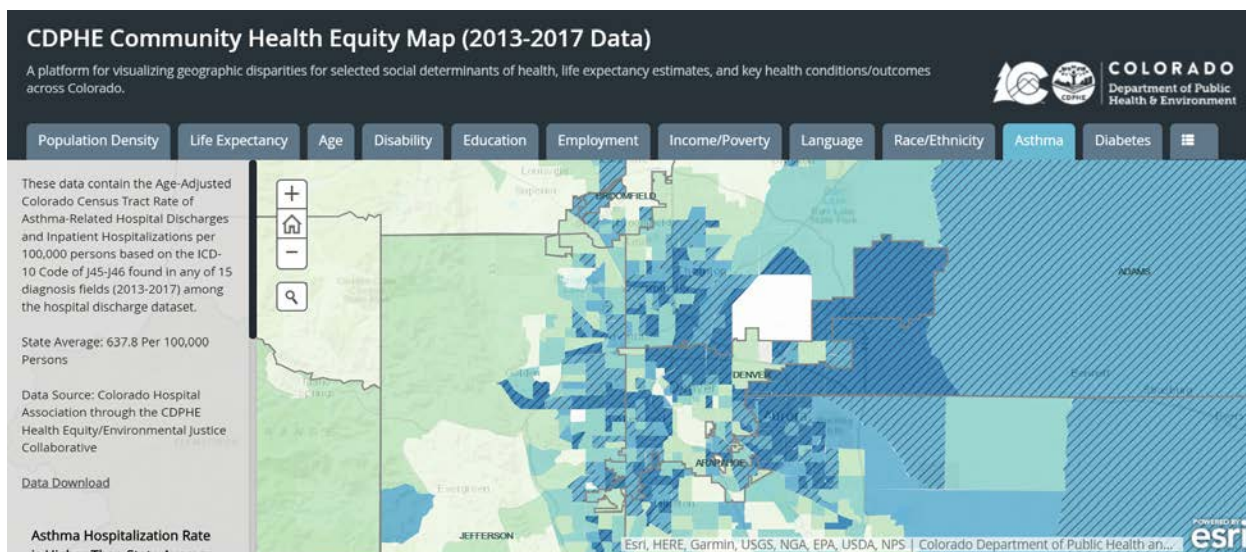 CDPHE Community Health Equity Map (2013-2017 Data)
A platform for visualizing geographic disparities for selected social determinants of health, life expectancy estimates, and key health conditions/outcomes
across Colorado.
CDPHE
COLORADO
Department of Public
Health & Environment
Population Density
Life Expectancy
Age
Disability
Education
Employment
Income/Poverty
Language
Race/Ethnicity
Asthma
Diabetes
These data contain the Age-Adjusted
Colorado Census Tract Rate of
Asthma-Related Hospital Discharges
and Inpatient Hospitalizations per
100,000 persons based on the ICD-
10 Code of J45-J46 found in any of 15
diagnosis fields (2013-2017) among
the hospital discharge dataset.
State Average: 637.8 Per 100,000
Persons
Data Source: Colorado Hospital
Association through the CDPHE
Health Equity/Environmental Justice
Collaborative
Data Download
Asthma Hospitalization Rate
+
−
Superior
BROOMFIELD
ADAMS
Golden
DENVER
ARAPAHOE
Evergreen
JEFFERSON
Esri, HERE, Garmin, USGS, NGA, EPA, USDA, NPS | Colorado Department of Public Health an...
POWERED BY
esri